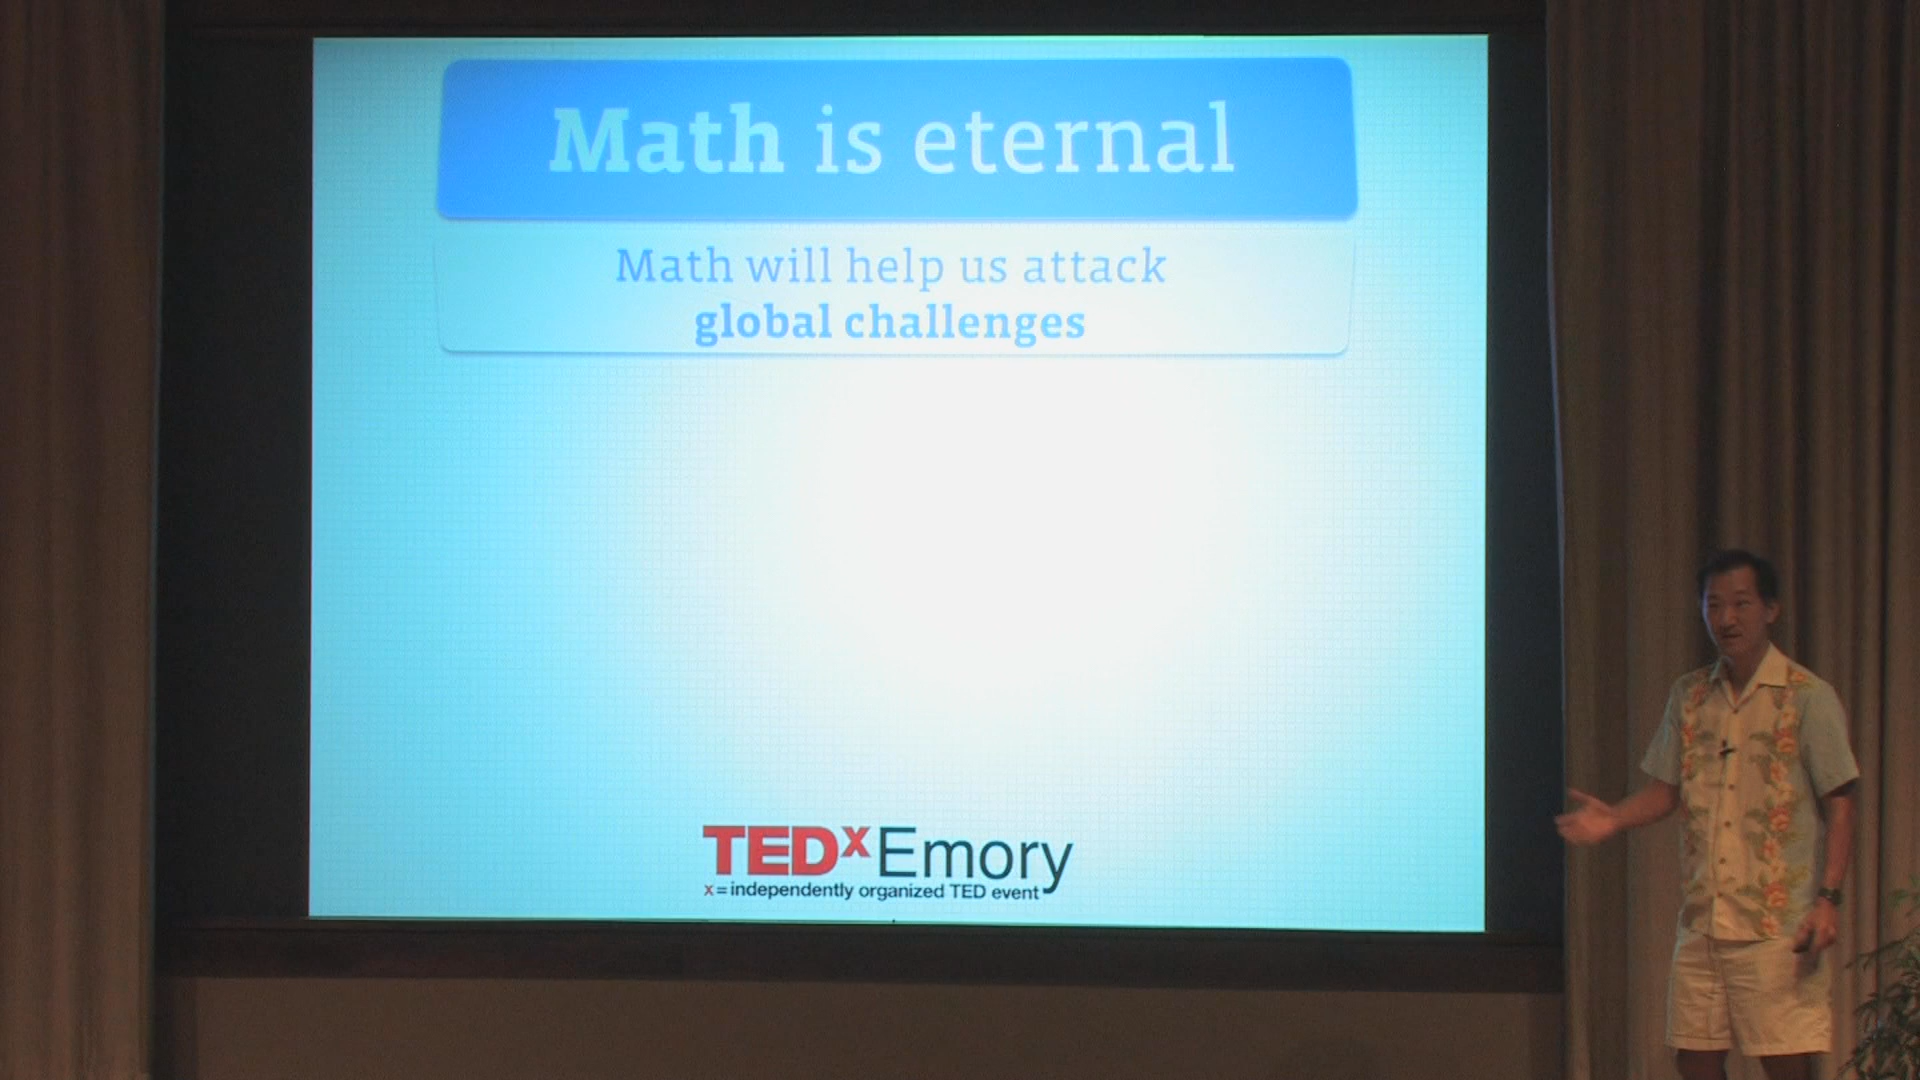 Math is eternal
Math will help us attack
global challenges
TEDxEmory
x=independently organized TED event